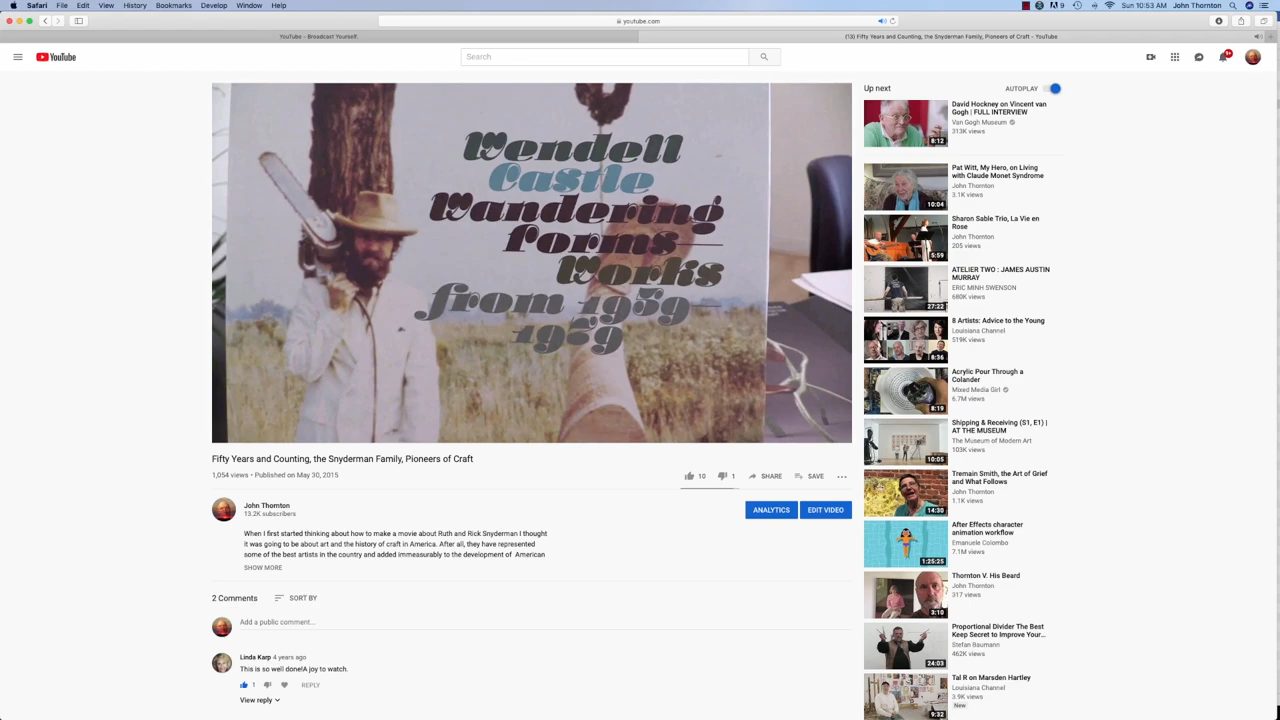 Safari File Edit View History Bookmarks Develop Window Help
9 Sun 10:53 AM John Thornton
youtube.com
YouTube - Broadcast Yourself.
(13) Fifty Years and Counting, the Snyderman Family, Pioneers of Craft - YouTube
YouTube
Search
9+
Wendell
Castle
wondering
forms
Forms
from 1959
Fifty Years and Counting, the Snyderman Family, Pioneers of Craft
1,054 views • Published on May 30, 2015
10 1 SHARE SAVE
John Thornton
13.2K subscribers
ANALYTICS EDIT VIDEO
When I first started thinking about how to make a movie about Ruth and Rick Snyderman I thought
it was going to be about art and the history of craft in America. After all, they have represented
some of the best artists in the country and added immeasurably to the development of American
SHOW MORE
2 Comments SORT BY
Add a public comment...
Linda Karp 4 years ago
This is so well done!A joy to watch.
1 REPLY
View reply
Up next
AUTOPLAY
David Hockney on Vincent van
Gogh | FULL INTERVIEW
Van Gogh Museum
313K views
8:12
Pat Witt, My Hero, on Living
with Claude Monet Syndrome
John Thornton
3.1K views
10:04
Sharon Sable Trio, La Vie en
Rose
John Thornton
205 views
5:59
ATELIER TWO : JAMES AUSTIN
MURRAY
ERIC MINH SWENSON
680K views
27:22
8 Artists: Advice to the Young
Louisiana Channel
519K views
8:36
Acrylic Pour Through a
Colander
Mixed Media Girl
6.7M views
8:19
Shipping & Receiving (S1, E1) |
AT THE MUSEUM
The Museum of Modern Art
103K views
10:05
Tremain Smith, the Art of Grief
and What Follows
John Thornton
1.1K views
14:30
After Effects character
animation workflow
Emanuele Colombo
7.1M views
1:25:25
Thornton V. His Beard
John Thornton
317 views
3:10
Proportional Divider The Best
Keep Secret to Improve Your...
Stefan Baumann
462K views
24:03
Tal R on Marsden Hartley
Louisiana Channel
3.9K views
New
9:32